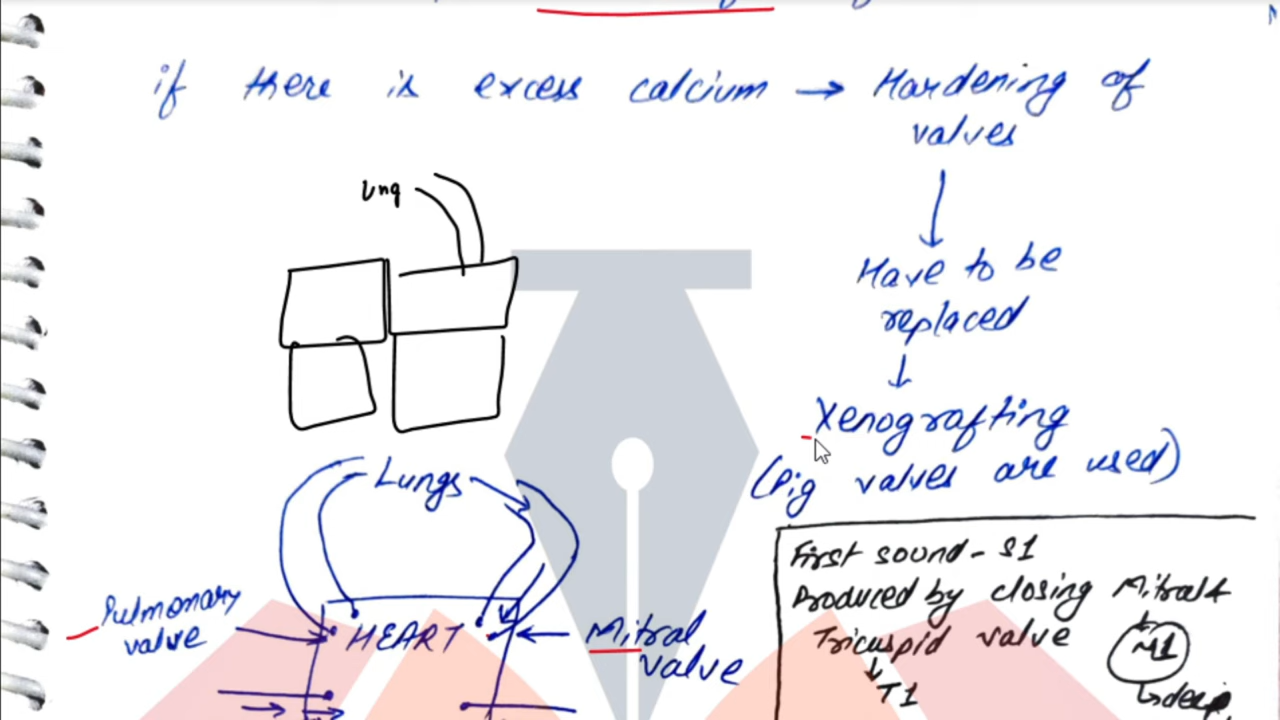 if there is excess calcium → Hardening of
valves
Lung
Have to be
replaced
Xenografting
(Pig valves are used)
Lungs
First sound - S1
Produced by closing Mitral &
Tricuspid valve
M1
T1
Pulmonary
valve
HEART
Mitral
valve